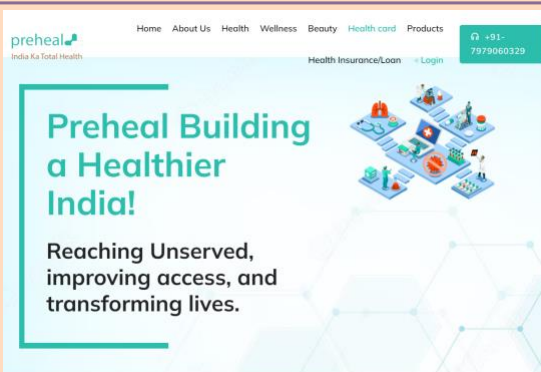 Home About Us Health Wellness Beauty Health card Products
preheal
India Ka Total Health
+91-
7979060329
Health Insurance/Loan Login
Preheal Building
a Healthier
India!
Reaching Unserved,
improving access, and
transforming lives.